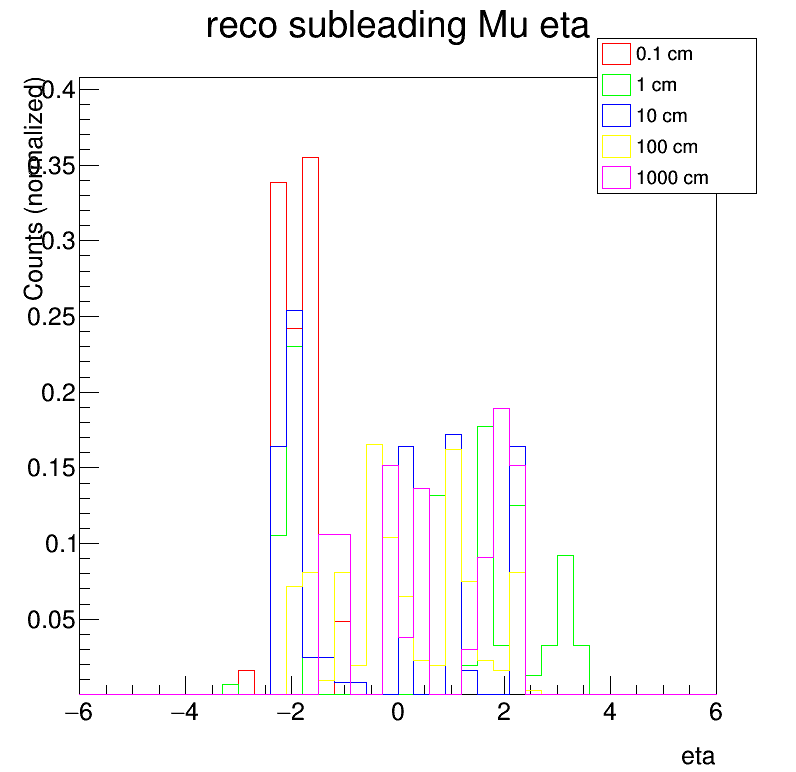 reco subleading Mu eta
0.1 cm
1 cm
10 cm
100 cm
1000 cm
Counts (normalized)
0.4
0.35
0.3
0.25
0.2
0.15
0.1
0.05
−6 −4 −2 0 2 4 6
eta